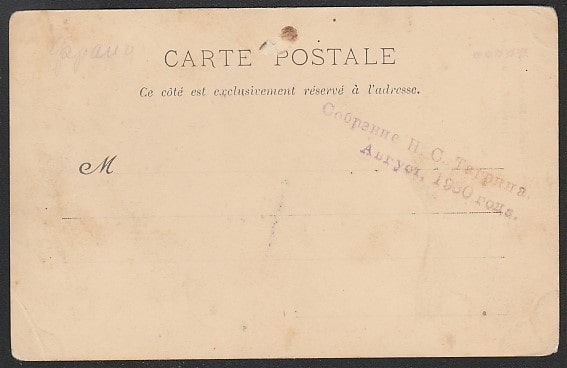 CARTE POSTALE
Ce côté est exclusivement réservé à l'adresse.
M
Собрание Н. С. Тагрина
Август, 1930 года.